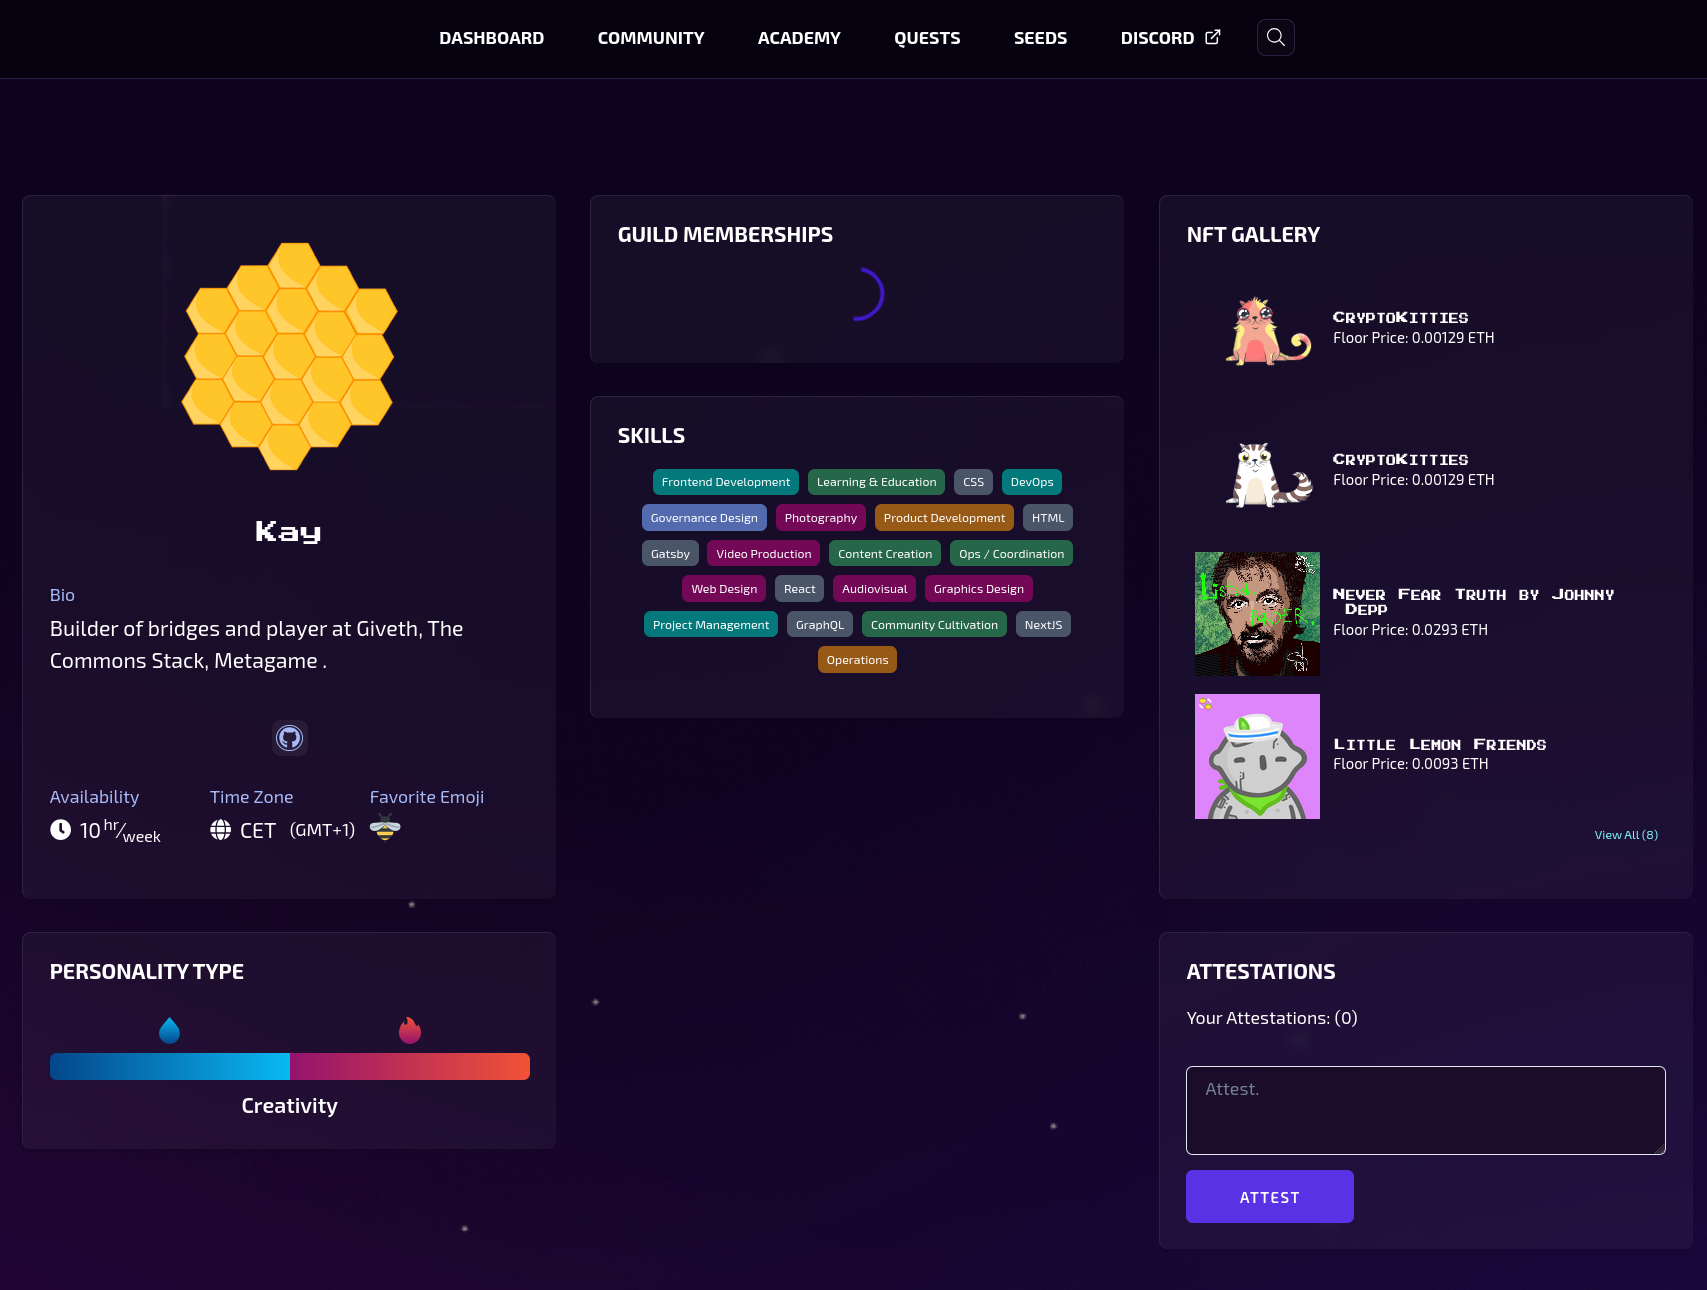 DASHBOARD COMMUNITY ACADEMY QUESTS SEEDS DISCORD
Kay
Bio
Builder of bridges and player at Giveth, The
Commons Stack, Metagame .
Availability Time Zone Favorite Emoji
10 hr/week CET (GMT+1)
PERSONALITY TYPE
Creativity
GUILD MEMBERSHIPS
SKILLS
Frontend Development Learning & Education CSS DevOps
Governance Design Photography Product Development HTML
Gatsby Video Production Content Creation Ops / Coordination
Web Design React Audiovisual Graphics Design
Project Management GraphQL Community Cultivation NextJS
Operations
NFT GALLERY
CryptoKitties
Floor Price: 0.00129 ETH
CryptoKitties
Floor Price: 0.00129 ETH
Never Fear Truth by Johnny
Depp
Floor Price: 0.0293 ETH
Little Lemon Friends
Floor Price: 0.0093 ETH
View All (8)
ATTESTATIONS
Your Attestations: (0)
Attest.
ATTEST